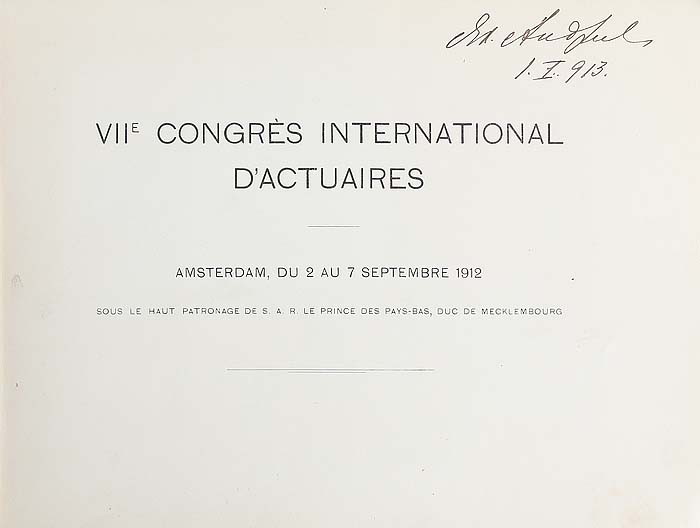 1. I. 913.
VIIᴱ CONGRÈS INTERNATIONAL
D'ACTUAIRES
AMSTERDAM, DU 2 AU 7 SEPTEMBRE 1912
SOUS LE HAUT PATRONAGE DE S. A. R. LE PRINCE DES PAYS-BAS, DUC DE MECKLEMBOURG